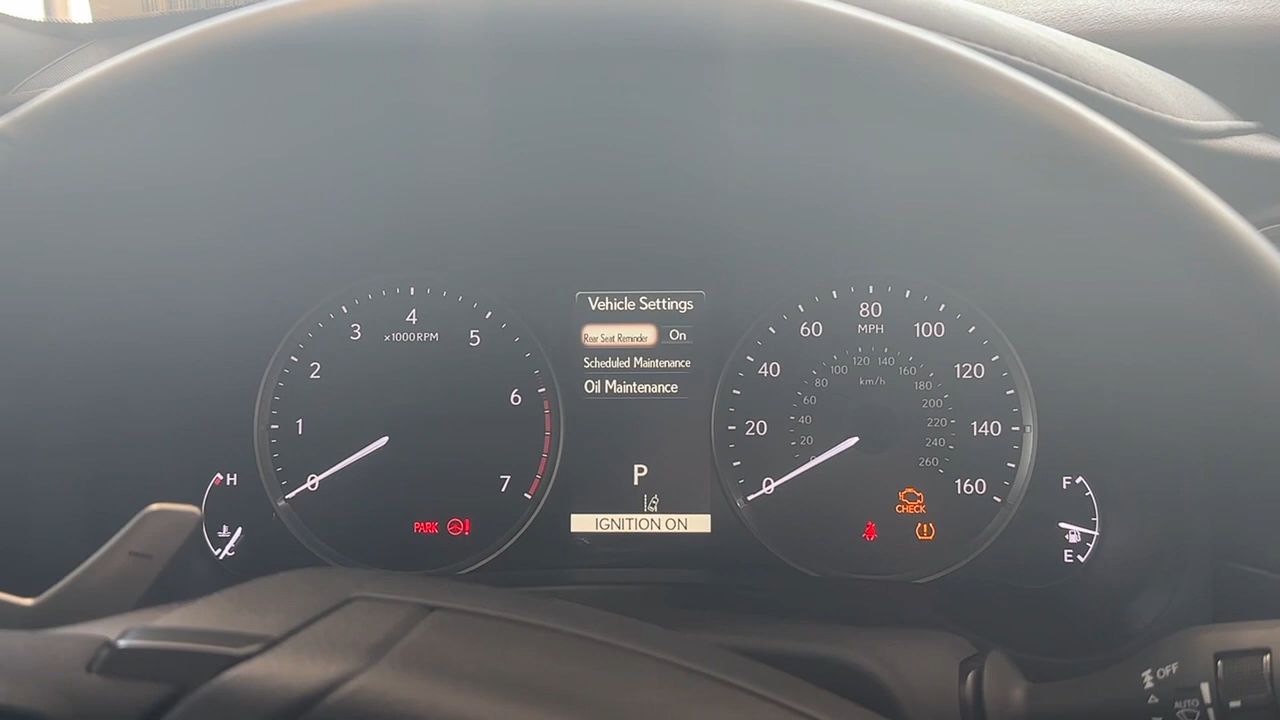 Vehicle Settings
Rear Seat Reminder On
Scheduled Maintenance
Oil Maintenance
P
IGNITION ON
0 1 2 3 4 5 6 7
x1000 RPM
PARK
H
C
0 20 40 60 80 100 120 140 160
MPH
20 40 60 80 100 120 140 160 180 200 220 240 260
km/h
CHECK
F
E
OFF
AUTO